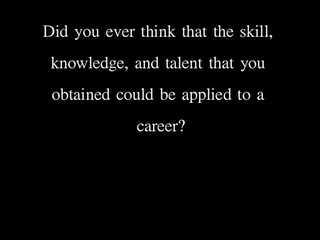 Did you ever think that the skill,
knowledge, and talent that you
obtained could be applied to a
career?